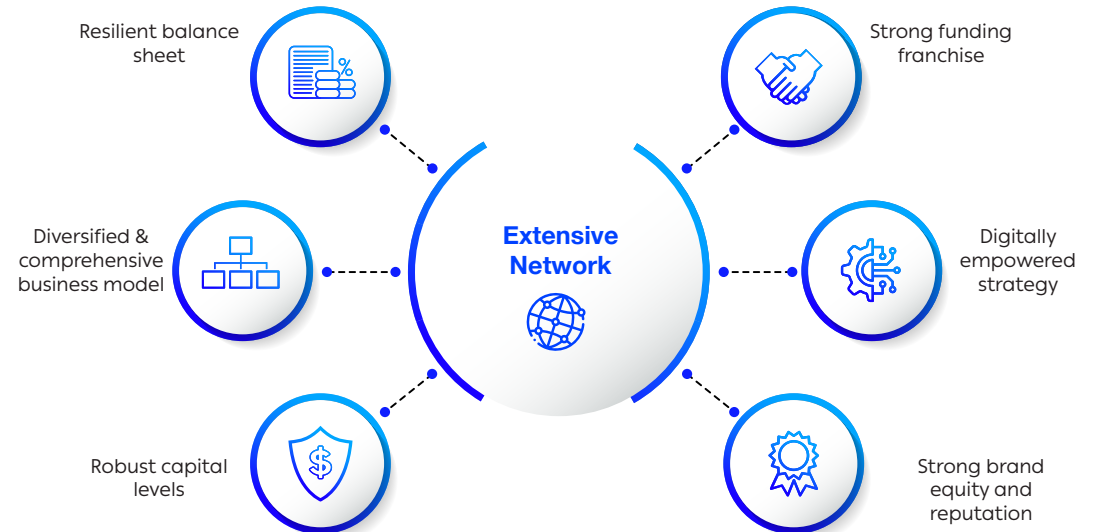 Resilient balance
sheet
Strong funding
franchise
Diversified &
comprehensive
business model
Extensive
Network
Digitally
empowered
strategy
Robust capital
levels
Strong brand
equity and
reputation